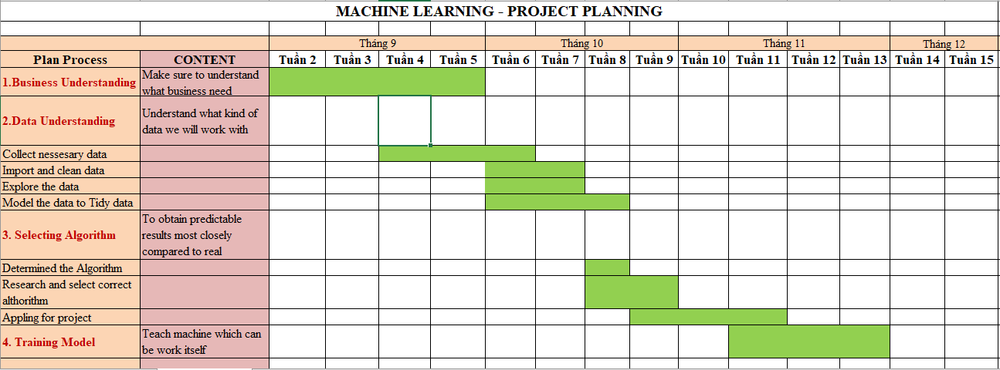 MACHINE LEARNING - PROJECT PLANNING
Tháng 9 Tháng 10 Tháng 11 Tháng 12
Plan Process CONTENT Tuần 2 Tuần 3 Tuần 4 Tuần 5 Tuần 6 Tuần 7 Tuần 8 Tuần 9 Tuần 10 Tuần 11 Tuần 12 Tuần 13 Tuần 14 Tuần 15
1.Business Understanding
Make sure to understand
what business need
2.Data Understanding
Understand what kind of
data we will work with
Collect nessesary data
Import and clean data
Explore the data
Model the data to Tidy data
3. Selecting Algorithm
To obtain predictable
results most closely
compared to real
Determined the Algorithm
Research and select correct
althorithm
Appling for project
4. Training Model
Teach machine which can
be work itself